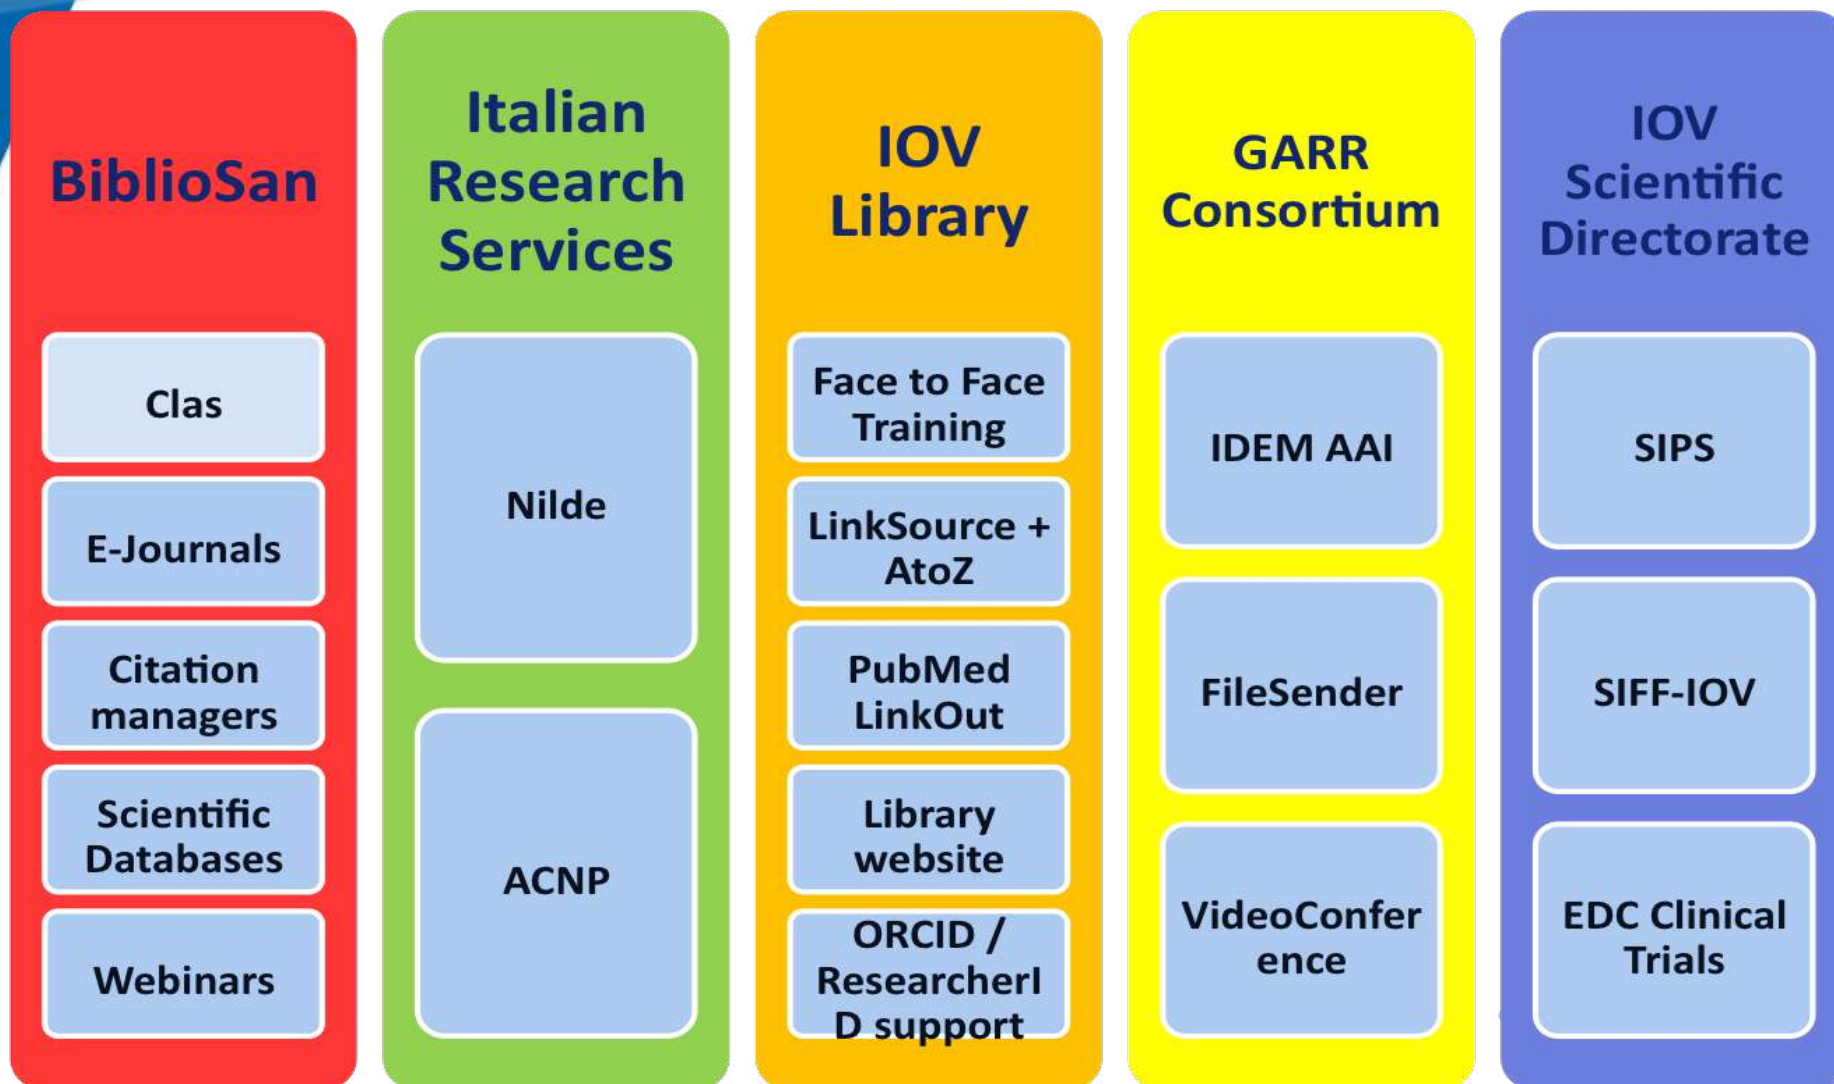 BiblioSan
Clas
E-Journals
Citation
managers
Scientific
Databases
Webinars
Italian
Research
Services
Nilde
ACNP
IOV
Library
Face to Face
Training
LinkSource +
AtoZ
PubMed
LinkOut
Library
website
ORCID /
ResearcherI
D support
GARR
Consortium
IDEM AAI
FileSender
VideoConfer
ence
IOV
Scientific
Directorate
SIPS
SIFF-IOV
EDC Clinical
Trials